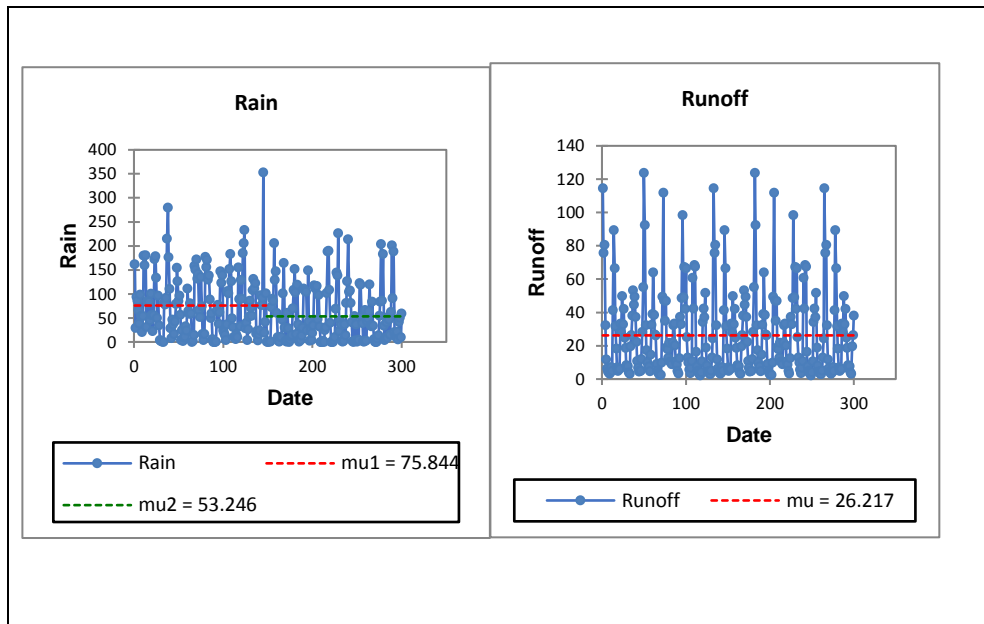 Rain
400
350
300
250
200
150
100
50
0
Rain
0 100 200 300
Date
Rain
mu1 = 75.844
mu2 = 53.246
Runoff
140
120
100
80
60
40
20
0
Runoff
0 100 200 300
Date
Runoff
mu = 26.217